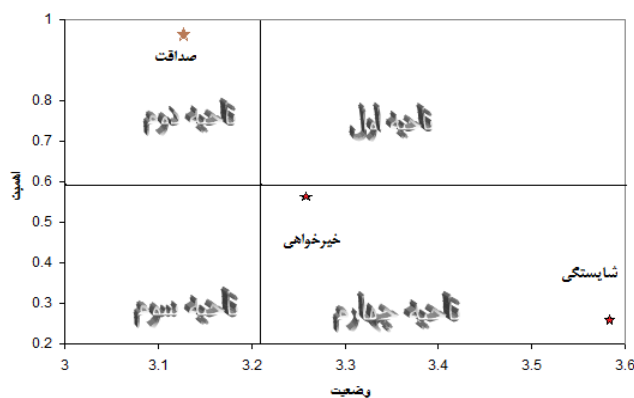 1
صداقت
0.8
ناحیه دوم ناحیه اول
0.7
0.6
اهمیت
0.5
خیرخواهی
0.4
شایستگی
0.3
ناحیه سوم ناحیه چهارم
0.2
3 3.1 3.2 3.3 3.4 3.5 3.6
وضعیت